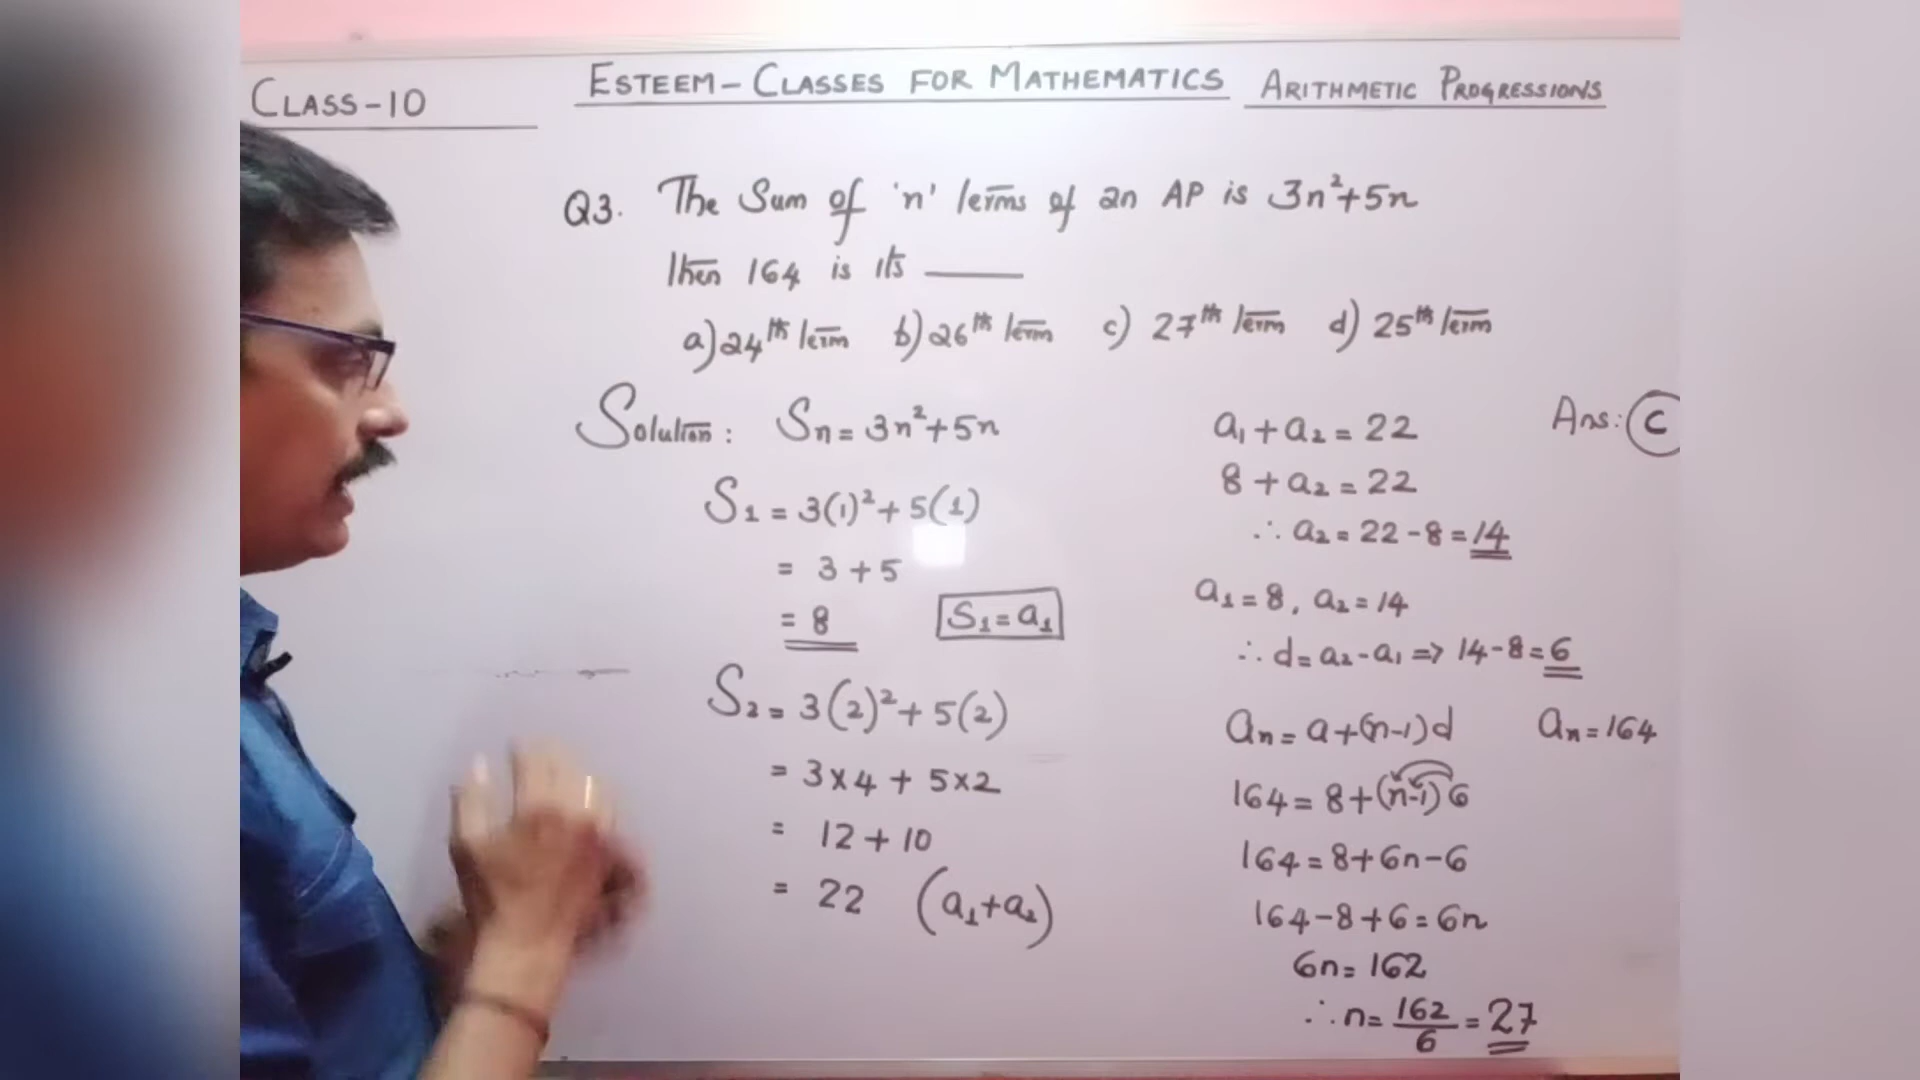 CLASS-10
ESTEEM-CLASSES FOR MATHEMATICS
ARITHMETIC PROGRESSIONS
Q3. The Sum of 'n' terms of an AP is 3n²+5n
then 164 is its ____
a) 24th term b) 26th term c) 27th term d) 25th term
Solution: Sn = 3n²+5n
S1 = 3(1)²+5(1)
= 3+5
= 8 S1=a1
S2 = 3(2)²+5(2)
= 3×4 + 5×2
= 12+10
= 22 (a1+a2)
a1+a2 = 22
8+a2 = 22
∴ a2 = 22-8 = 14
a1=8, a2=14
∴ d = a2-a1 ⇒ 14-8 = 6
an = a+(n-1)d an = 164
164 = 8+(n-1)6
164 = 8+6n-6
164-8+6 = 6n
6n = 162
∴ n = 162/6 = 27
Ans: C